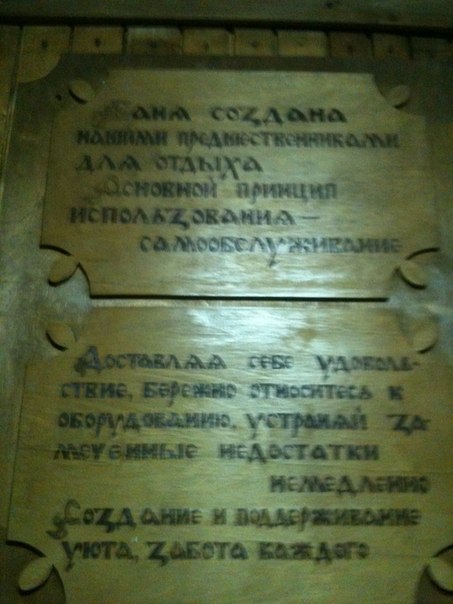 Баня создана
нашими предшественниками
для отдыха
Основной принцип
использования —
самообслуживание
Доставляя себе удоволь-
ствие, бережно относитесь к
оборудованию, устраняй за
меченные недостатки
немедленно
Создание и поддерживание
уюта, забота каждого